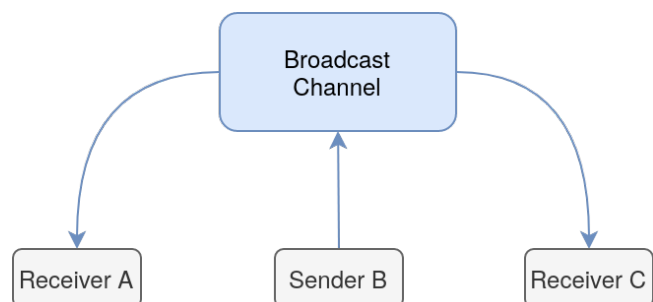 Broadcast
Channel
Receiver A
Sender B
Receiver C